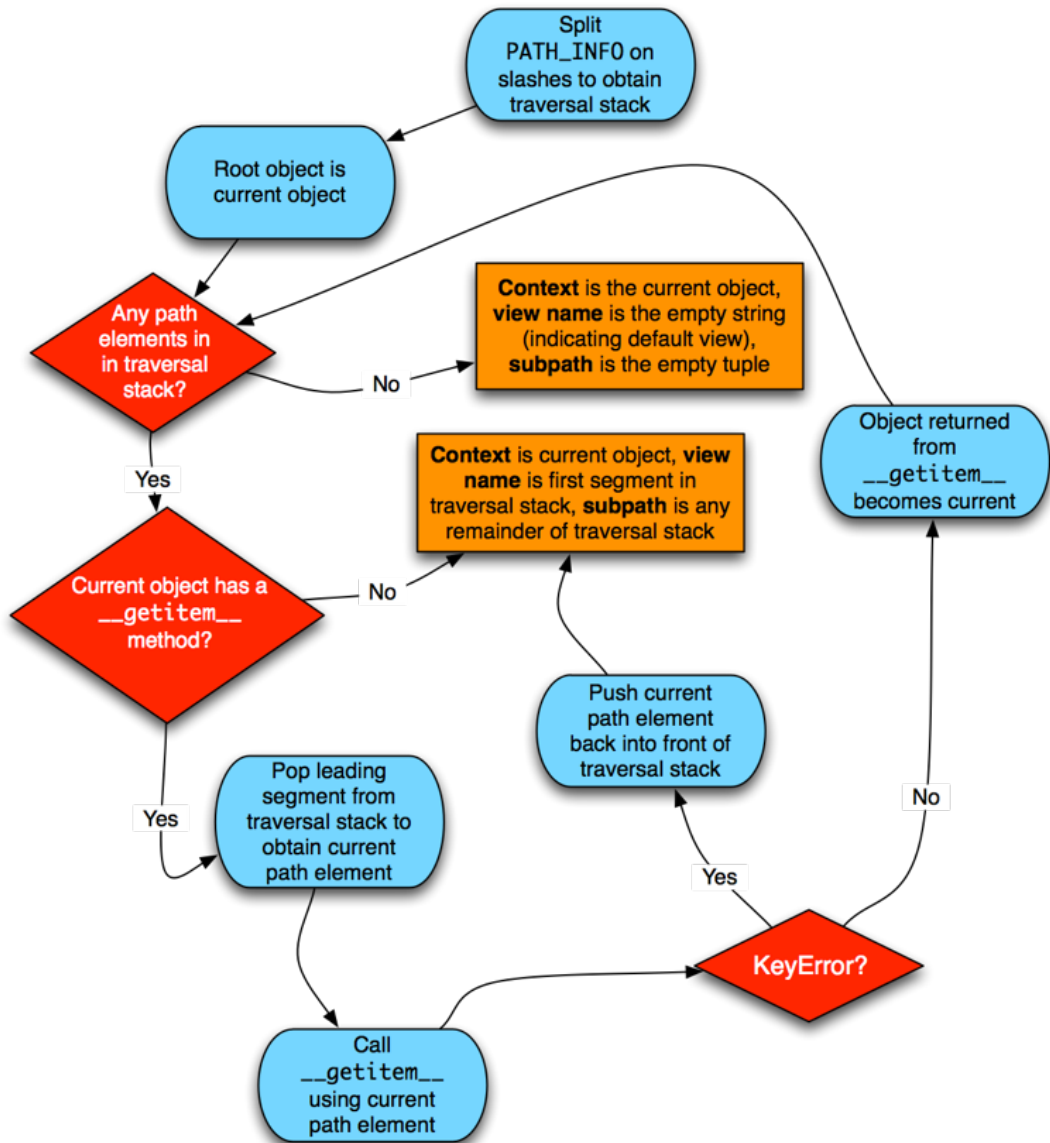 Split
PATH_INFO on
slashes to obtain
traversal stack
Root object is
current object
Any path
elements in
in traversal
stack?
No
Context is the current object,
view name is the empty string
(indicating default view),
subpath is the empty tuple
Yes
Context is current object, view
name is first segment in
traversal stack, subpath is any
remainder of traversal stack
Object returned
from
__getitem__
becomes current
Current object has a
__getitem__
method?
No
Yes
Pop leading
segment from
traversal stack to
obtain current
path element
Push current
path element
back into front of
traversal stack
No
Yes
KeyError?
Call
__getitem__
using current
path element